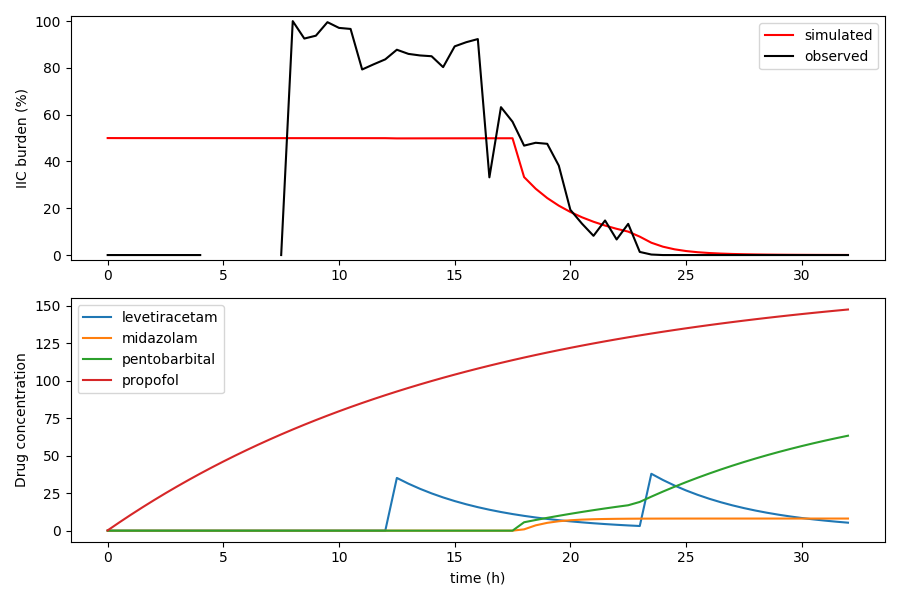 100
80
60
40
20
0
IIC burden (%)
simulated
observed
0 5 10 15 20 25 30
150
125
100
75
50
25
0
Drug concentration
levetiracetam
midazolam
pentobarbital
propofol
0 5 10 15 20 25 30
time (h)